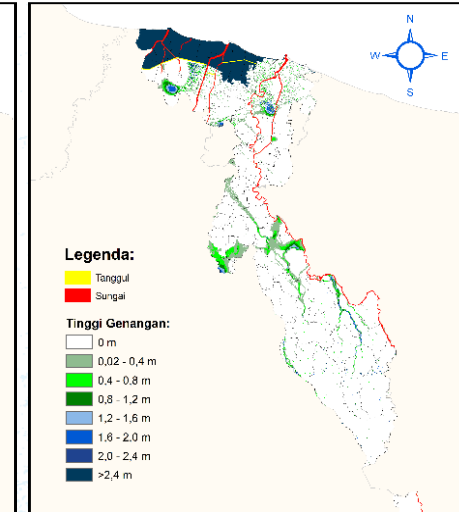 N
W E
S
Legenda:
Tanggul
Sungai
Tinggi Genangan:
0 m
0,02 - 0,4 m
0.4 - 0.8 m
0,8 - 1,2 m
1,2 - 1,6 m
1.6 - 2.0 m
2,0 - 2,4 m
>2,4 m